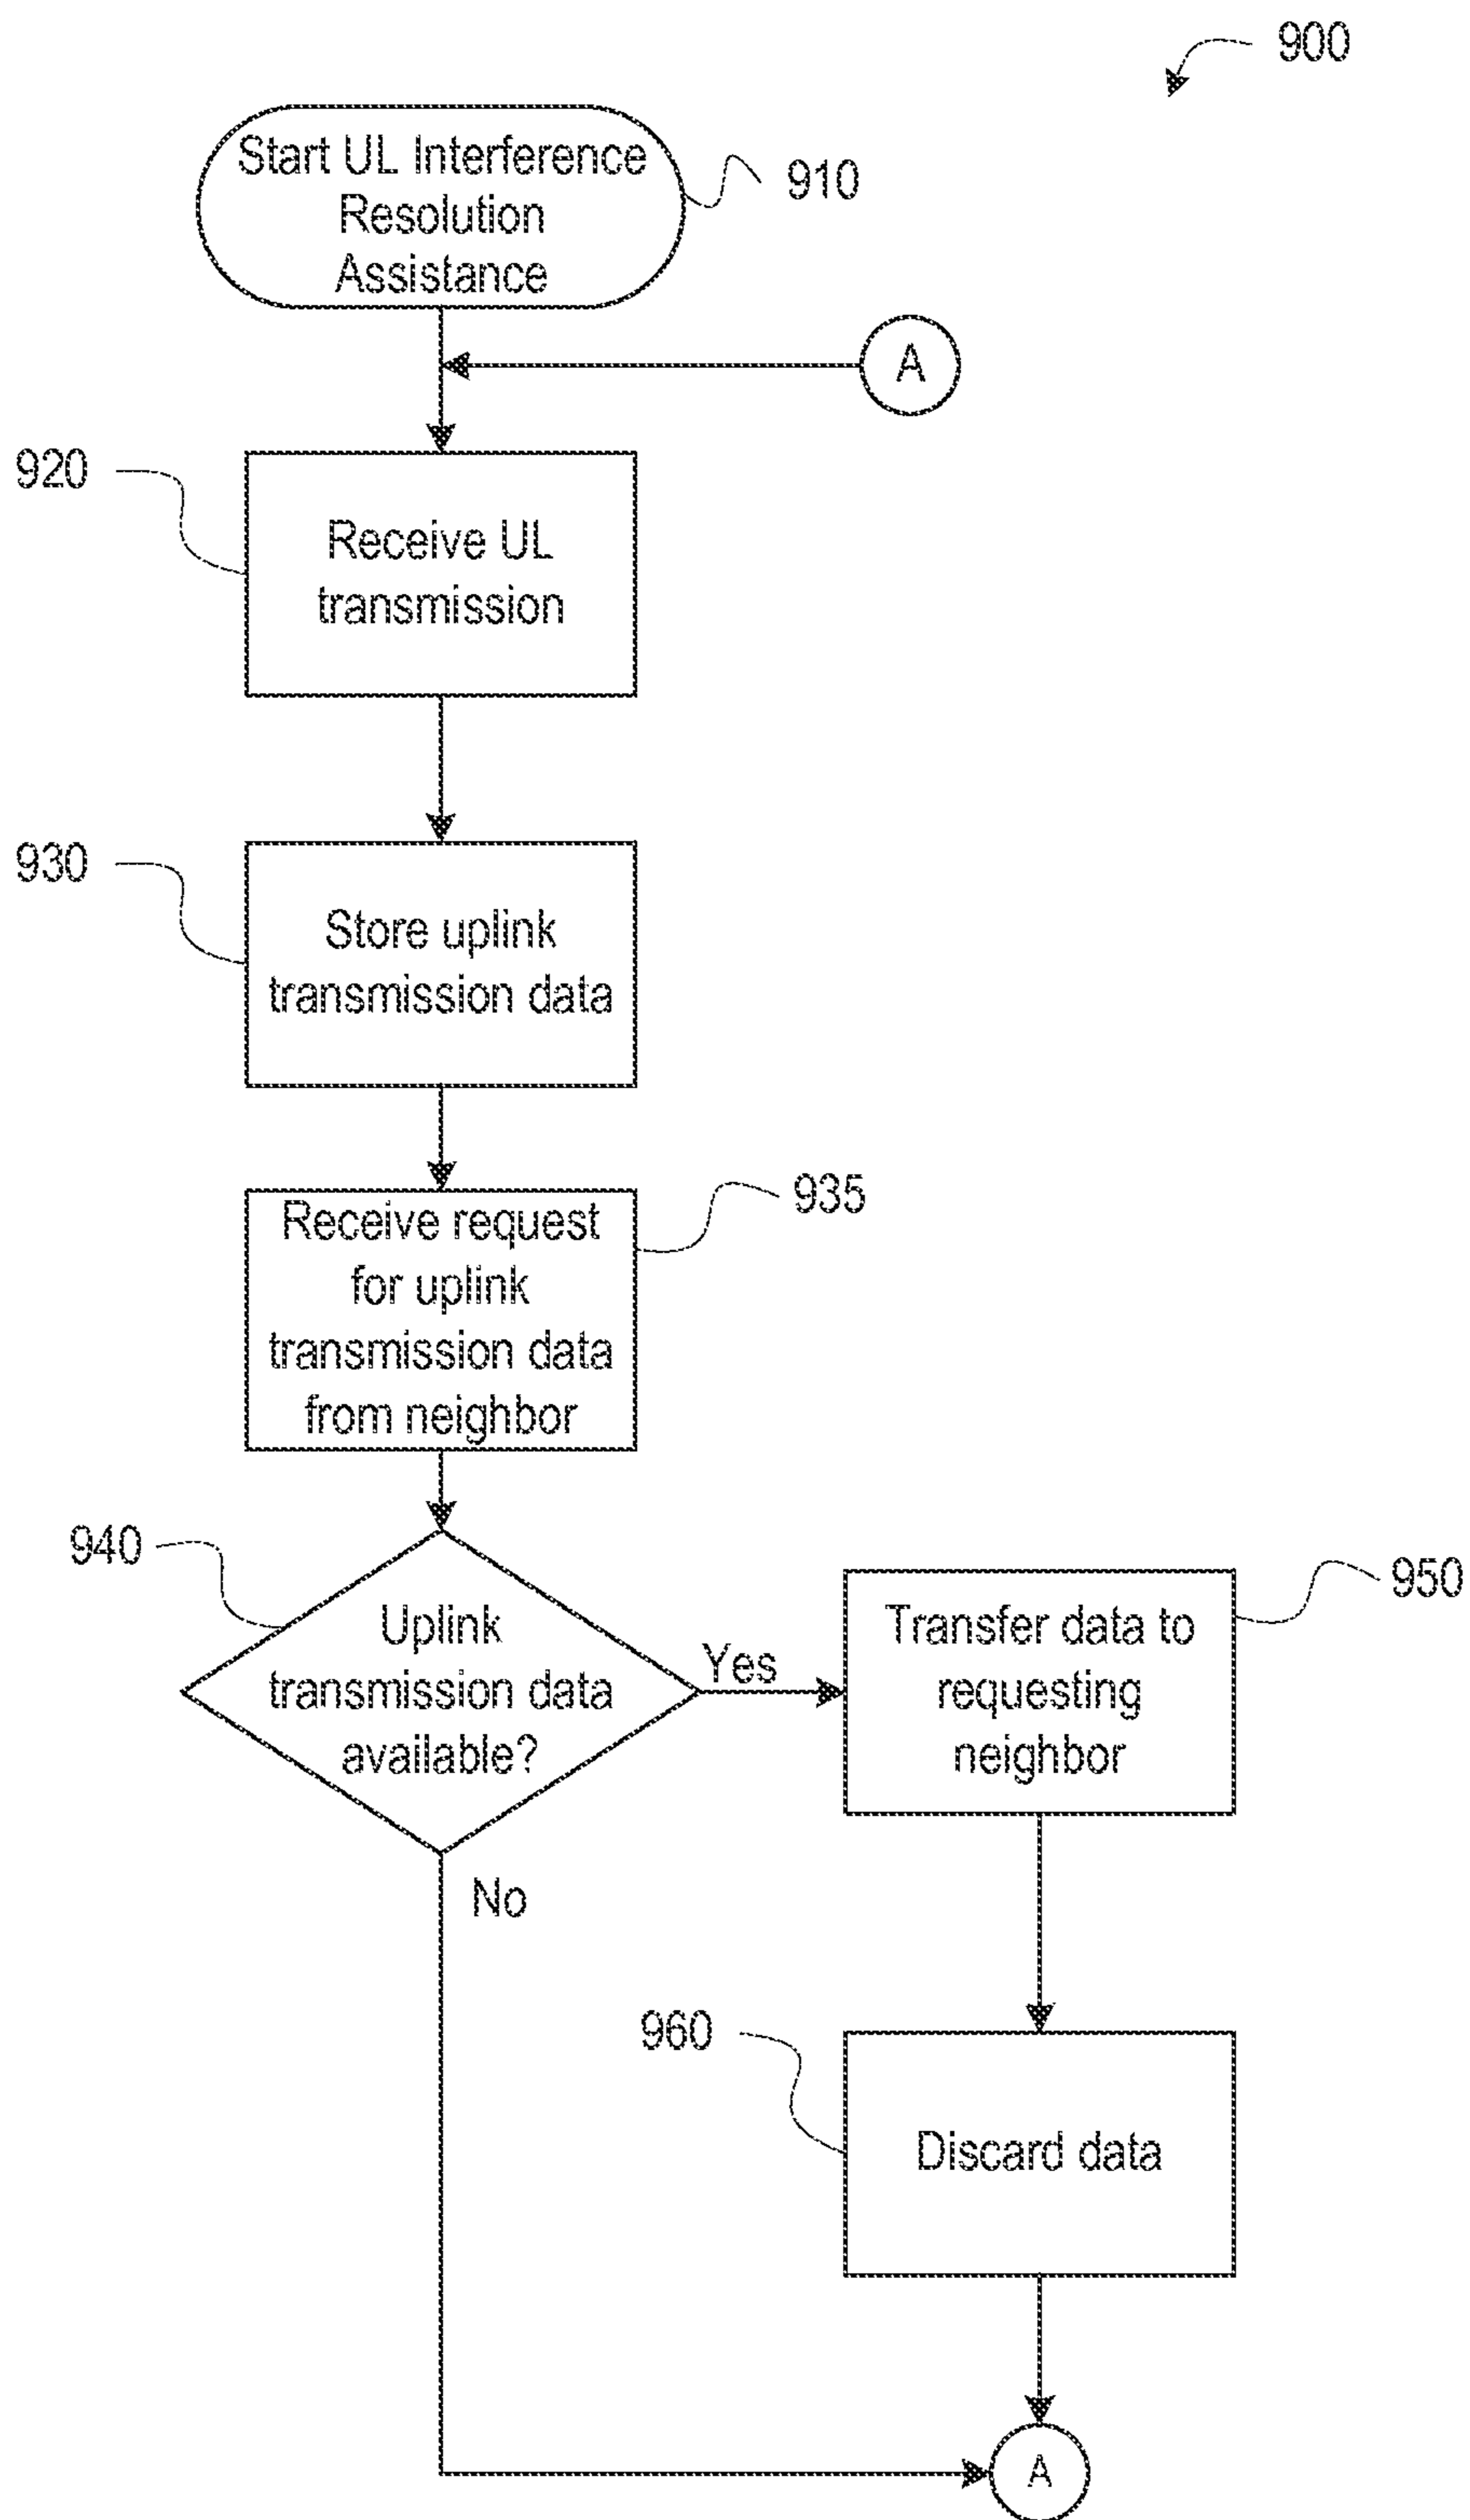 900
Start UL Interference
Resolution
Assistance
910
A
920
Receive UL
transmission
930
Store uplink
transmission data
935
Receive request
for uplink
transmission data
from neighbor
940
Uplink
transmission data
available?
Yes
No
950
Transfer data to
requesting
neighbor
960
Discard data
A